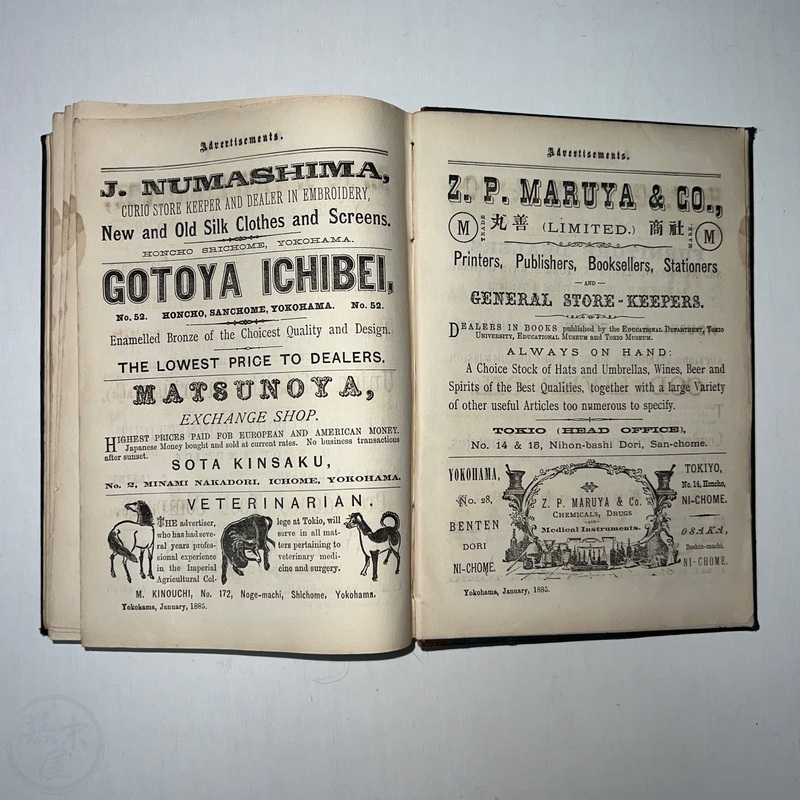 Advertisements.
J. NUMASHIMA,
CURIO STORE KEEPER AND DEALER IN EMBROIDERY,
New and Old Silk Clothes and Screens.
HONCHO SHICHOME, YOKOHAMA.
GOTOYA ICHIBEI,
No. 52. HONCHO, SANCHOME, YOKOHAMA. No. 52.
Enamelled Bronze of the Choicest Quality and Design.
THE LOWEST PRICE TO DEALERS.
MATSUNOYA,
EXCHANGE SHOP.
HIGHEST PRICES PAID FOR EUROPEAN AND AMERICAN MONEY.
Japanese Money bought and sold at current rates. No business transactions
after sunset.
SOTA KINSAKU,
No. 2, MINAMI NAKADORI, ICHOME, YOKOHAMA.
VETERINARIAN.
THE advertiser,
who has had seve-
ral years profes-
sional experience
in the Imperial
Agricultural Col-
lege at Tokio, will
serve in all mat-
ters pertaining to
veterinary medi-
cine and surgery.
M. KINOUCHI, No. 172, Noge-machi, Shichome, Yokohama.
Yokohama, January, 1885.
Advertisements.
Z. P. MARUYA & CO.,
M TRADE 丸善 (LIMITED.) 商社 MARK. M
Printers, Publishers, Booksellers, Stationers
—AND—
GENERAL STORE-KEEPERS.
DEALERS IN BOOKS published by the EDUCATIONAL DEPARTMENT, TOKIO
UNIVERSITY, EDUCATIONAL MUSEUM and TOKIO MUSEUM.
ALWAYS ON HAND:
A Choice Stock of Hats and Umbrellas, Wines, Beer and
Spirits of the Best Qualities, together with a large Variety
of other useful Articles too numerous to specify.
TOKIO (HEAD OFFICE),
No. 14 & 15, Nihon-bashi Dori, San-chome.
YOKOHAMA,
No. 28,
BENTEN
DORI
NI-CHOME.
Z. P. MARUYA & Co.
CHEMICALS, DRUGS
—AND—
Medical Instruments.
TOKIYO,
No. 14, Honcho,
NI-CHOME.
OSAKA,
Doshin-machi,
NI-CHOME.
Yokohama, January, 1885.
幕末屋